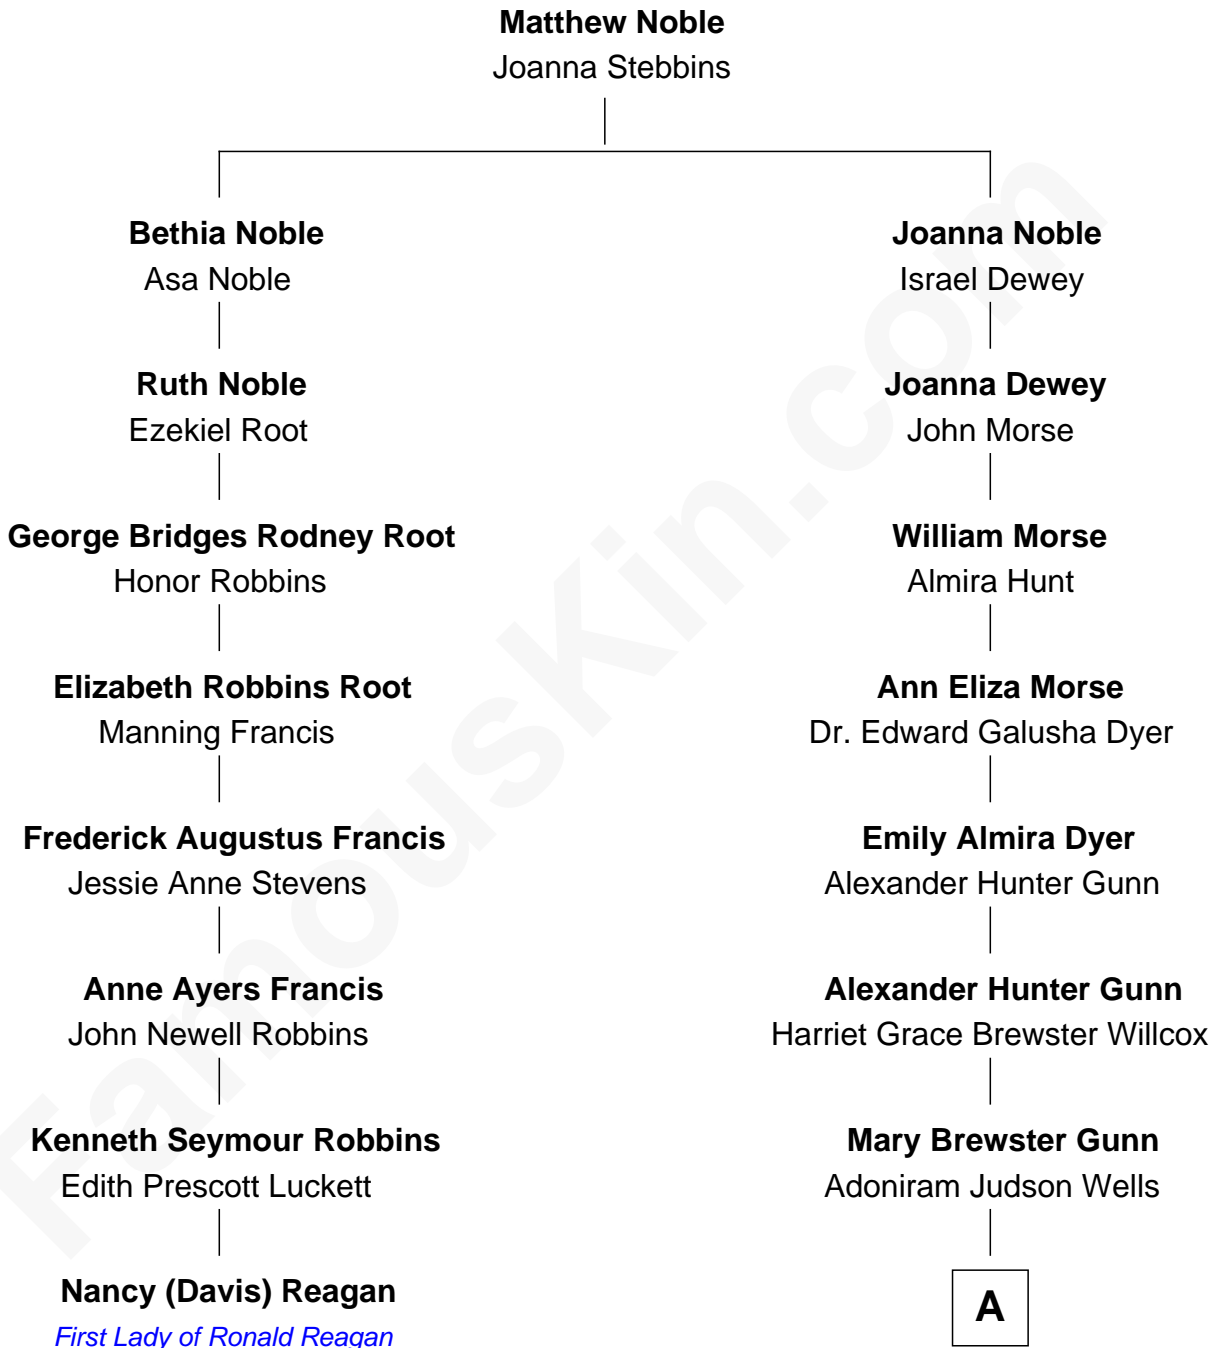 Matthew Noble
Joanna Stebbins
Bethia Noble
Asa Noble
Joanna Noble
Israel Dewey
Ruth Noble
Ezekiel Root
Joanna Dewey
John Morse
George Bridges Rodney Root
Honor Robbins
William Morse
Almira Hunt
Elizabeth Robbins Root
Manning Francis
Ann Eliza Morse
Dr. Edward Galusha Dyer
Frederick Augustus Francis
Jessie Anne Stevens
Emily Almira Dyer
Alexander Hunter Gunn
Anne Ayers Francis
John Newell Robbins
Alexander Hunter Gunn
Harriet Grace Brewster Willcox
Kenneth Seymour Robbins
Edith Prescott Luckett
Mary Brewster Gunn
Adoniram Judson Wells
Nancy (Davis) Reagan
First Lady of Ronald Reagan
A
FamousKin.com